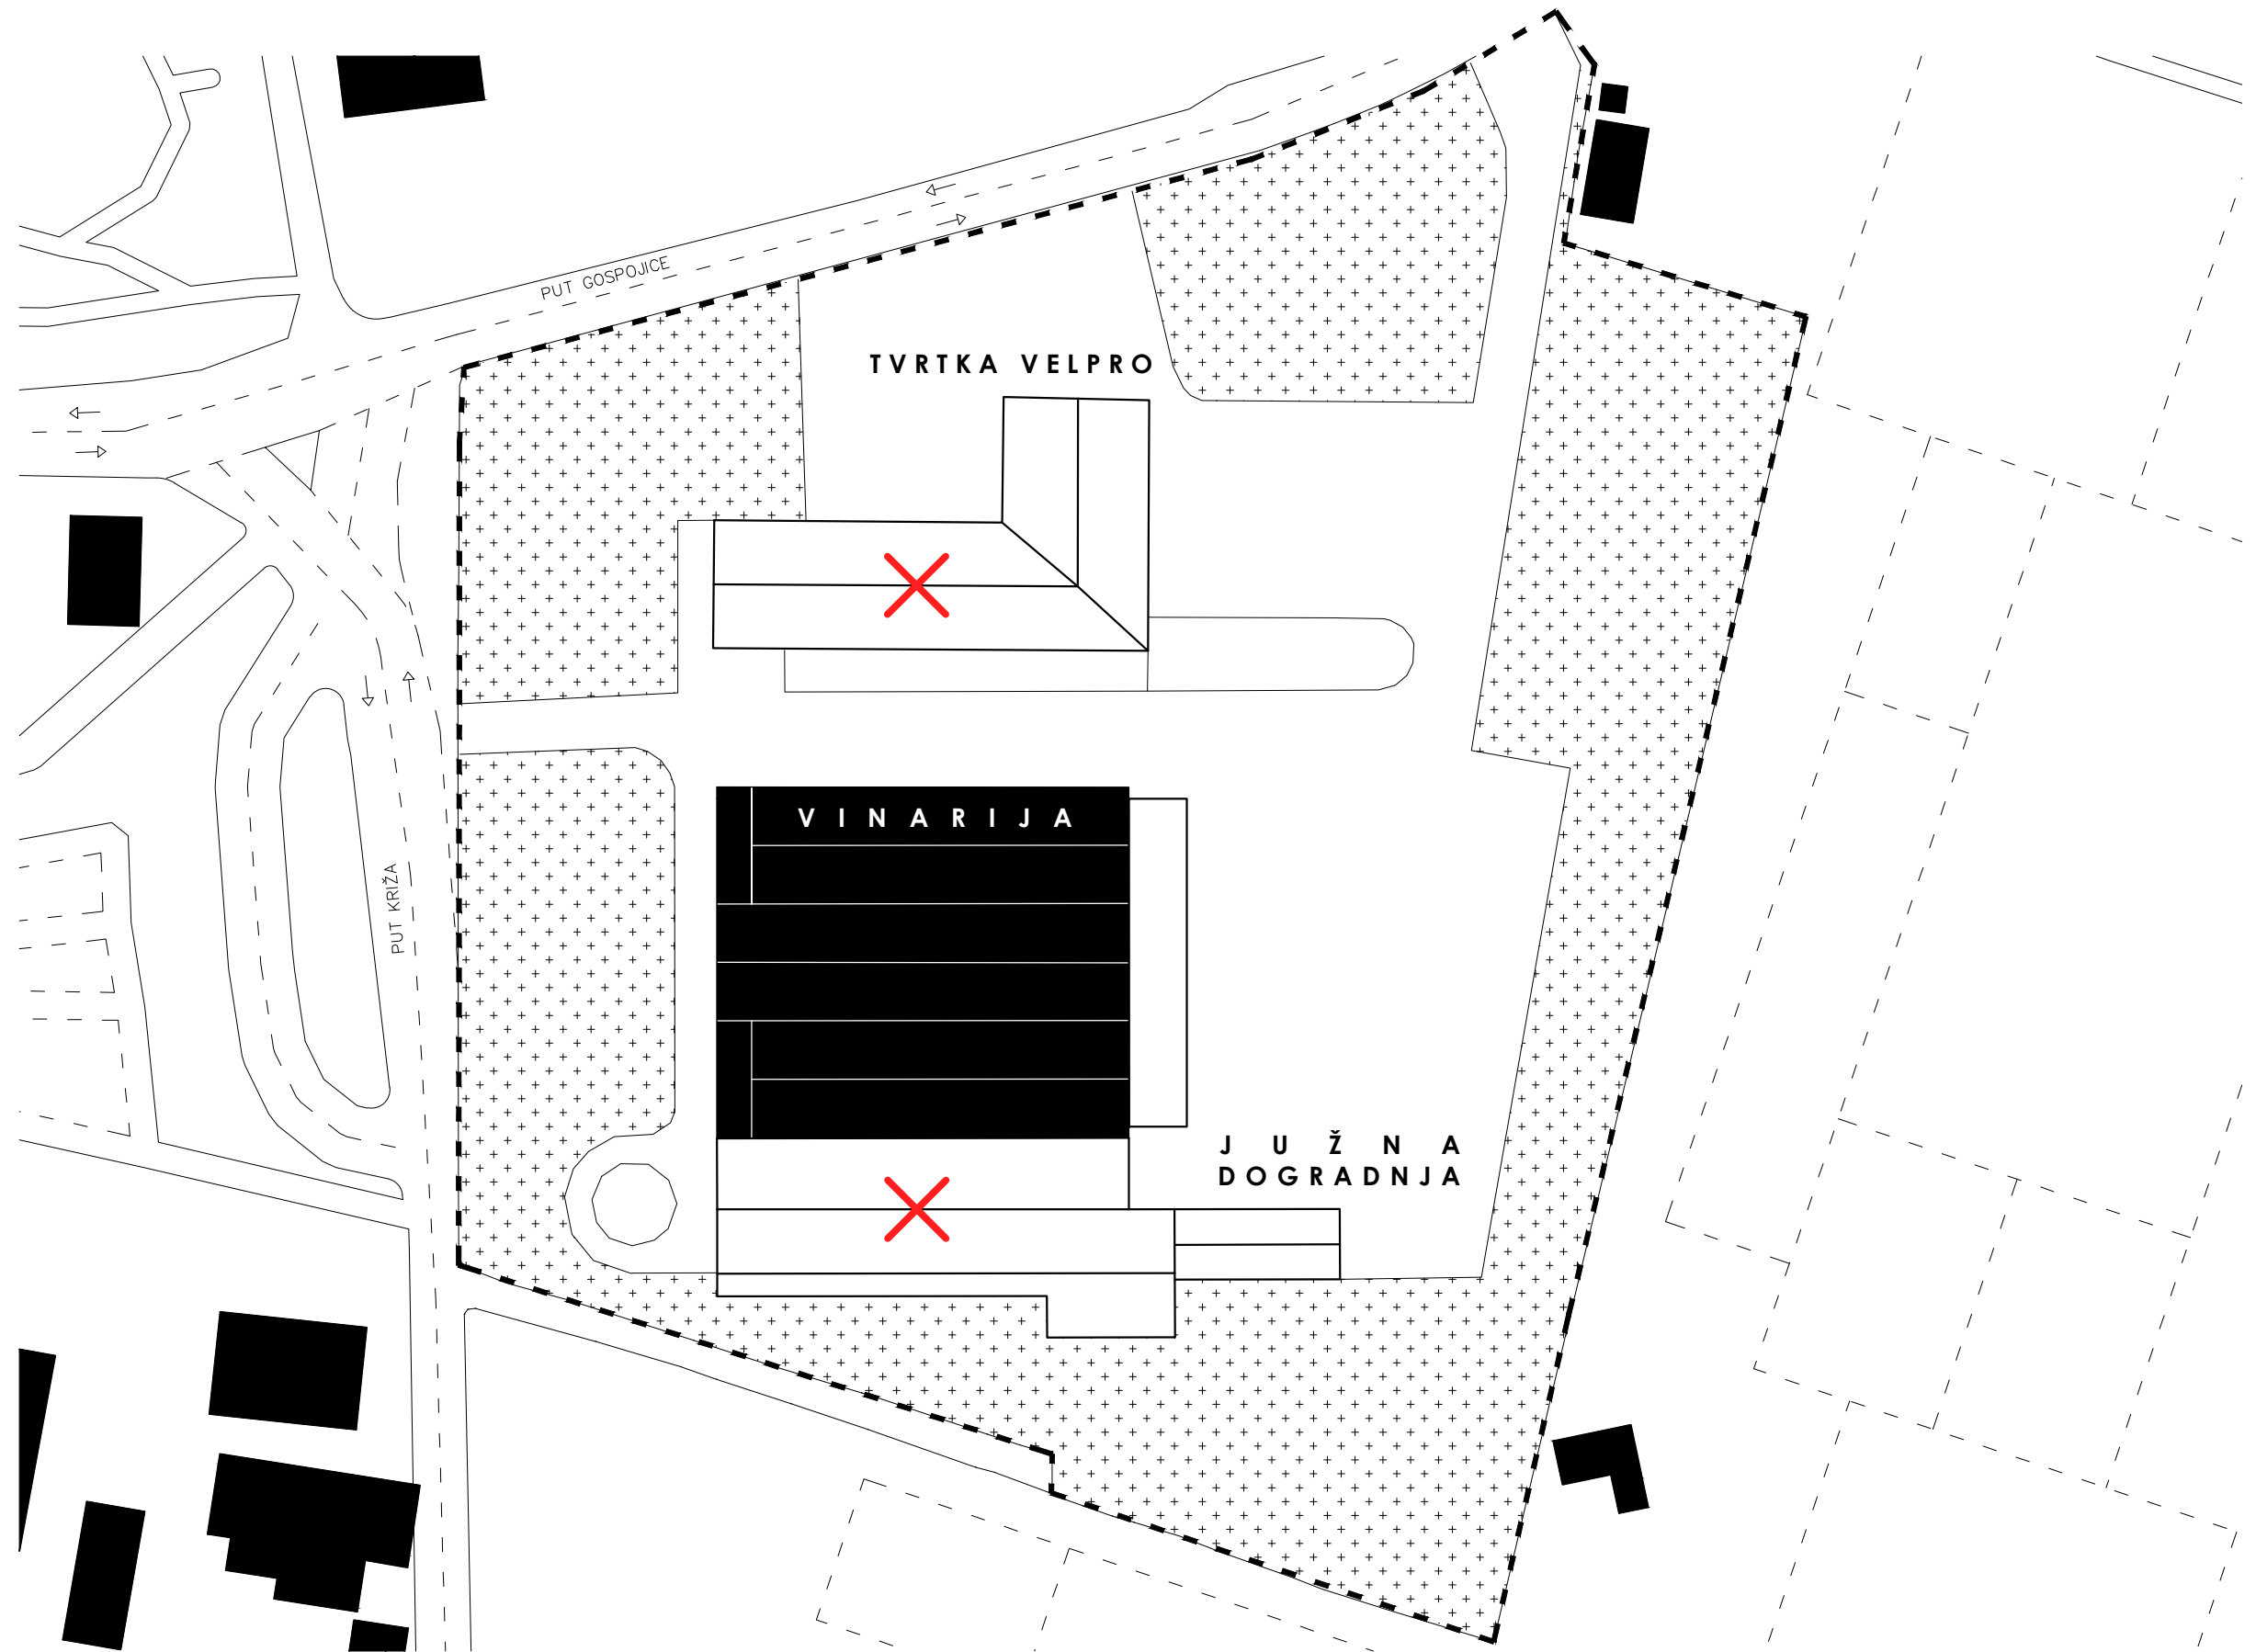 PUT GOSPOJICE
TVRTKA VELPRO
VINARIJA
PUT KRIŽA
JUŽNA
DOGRADNJA